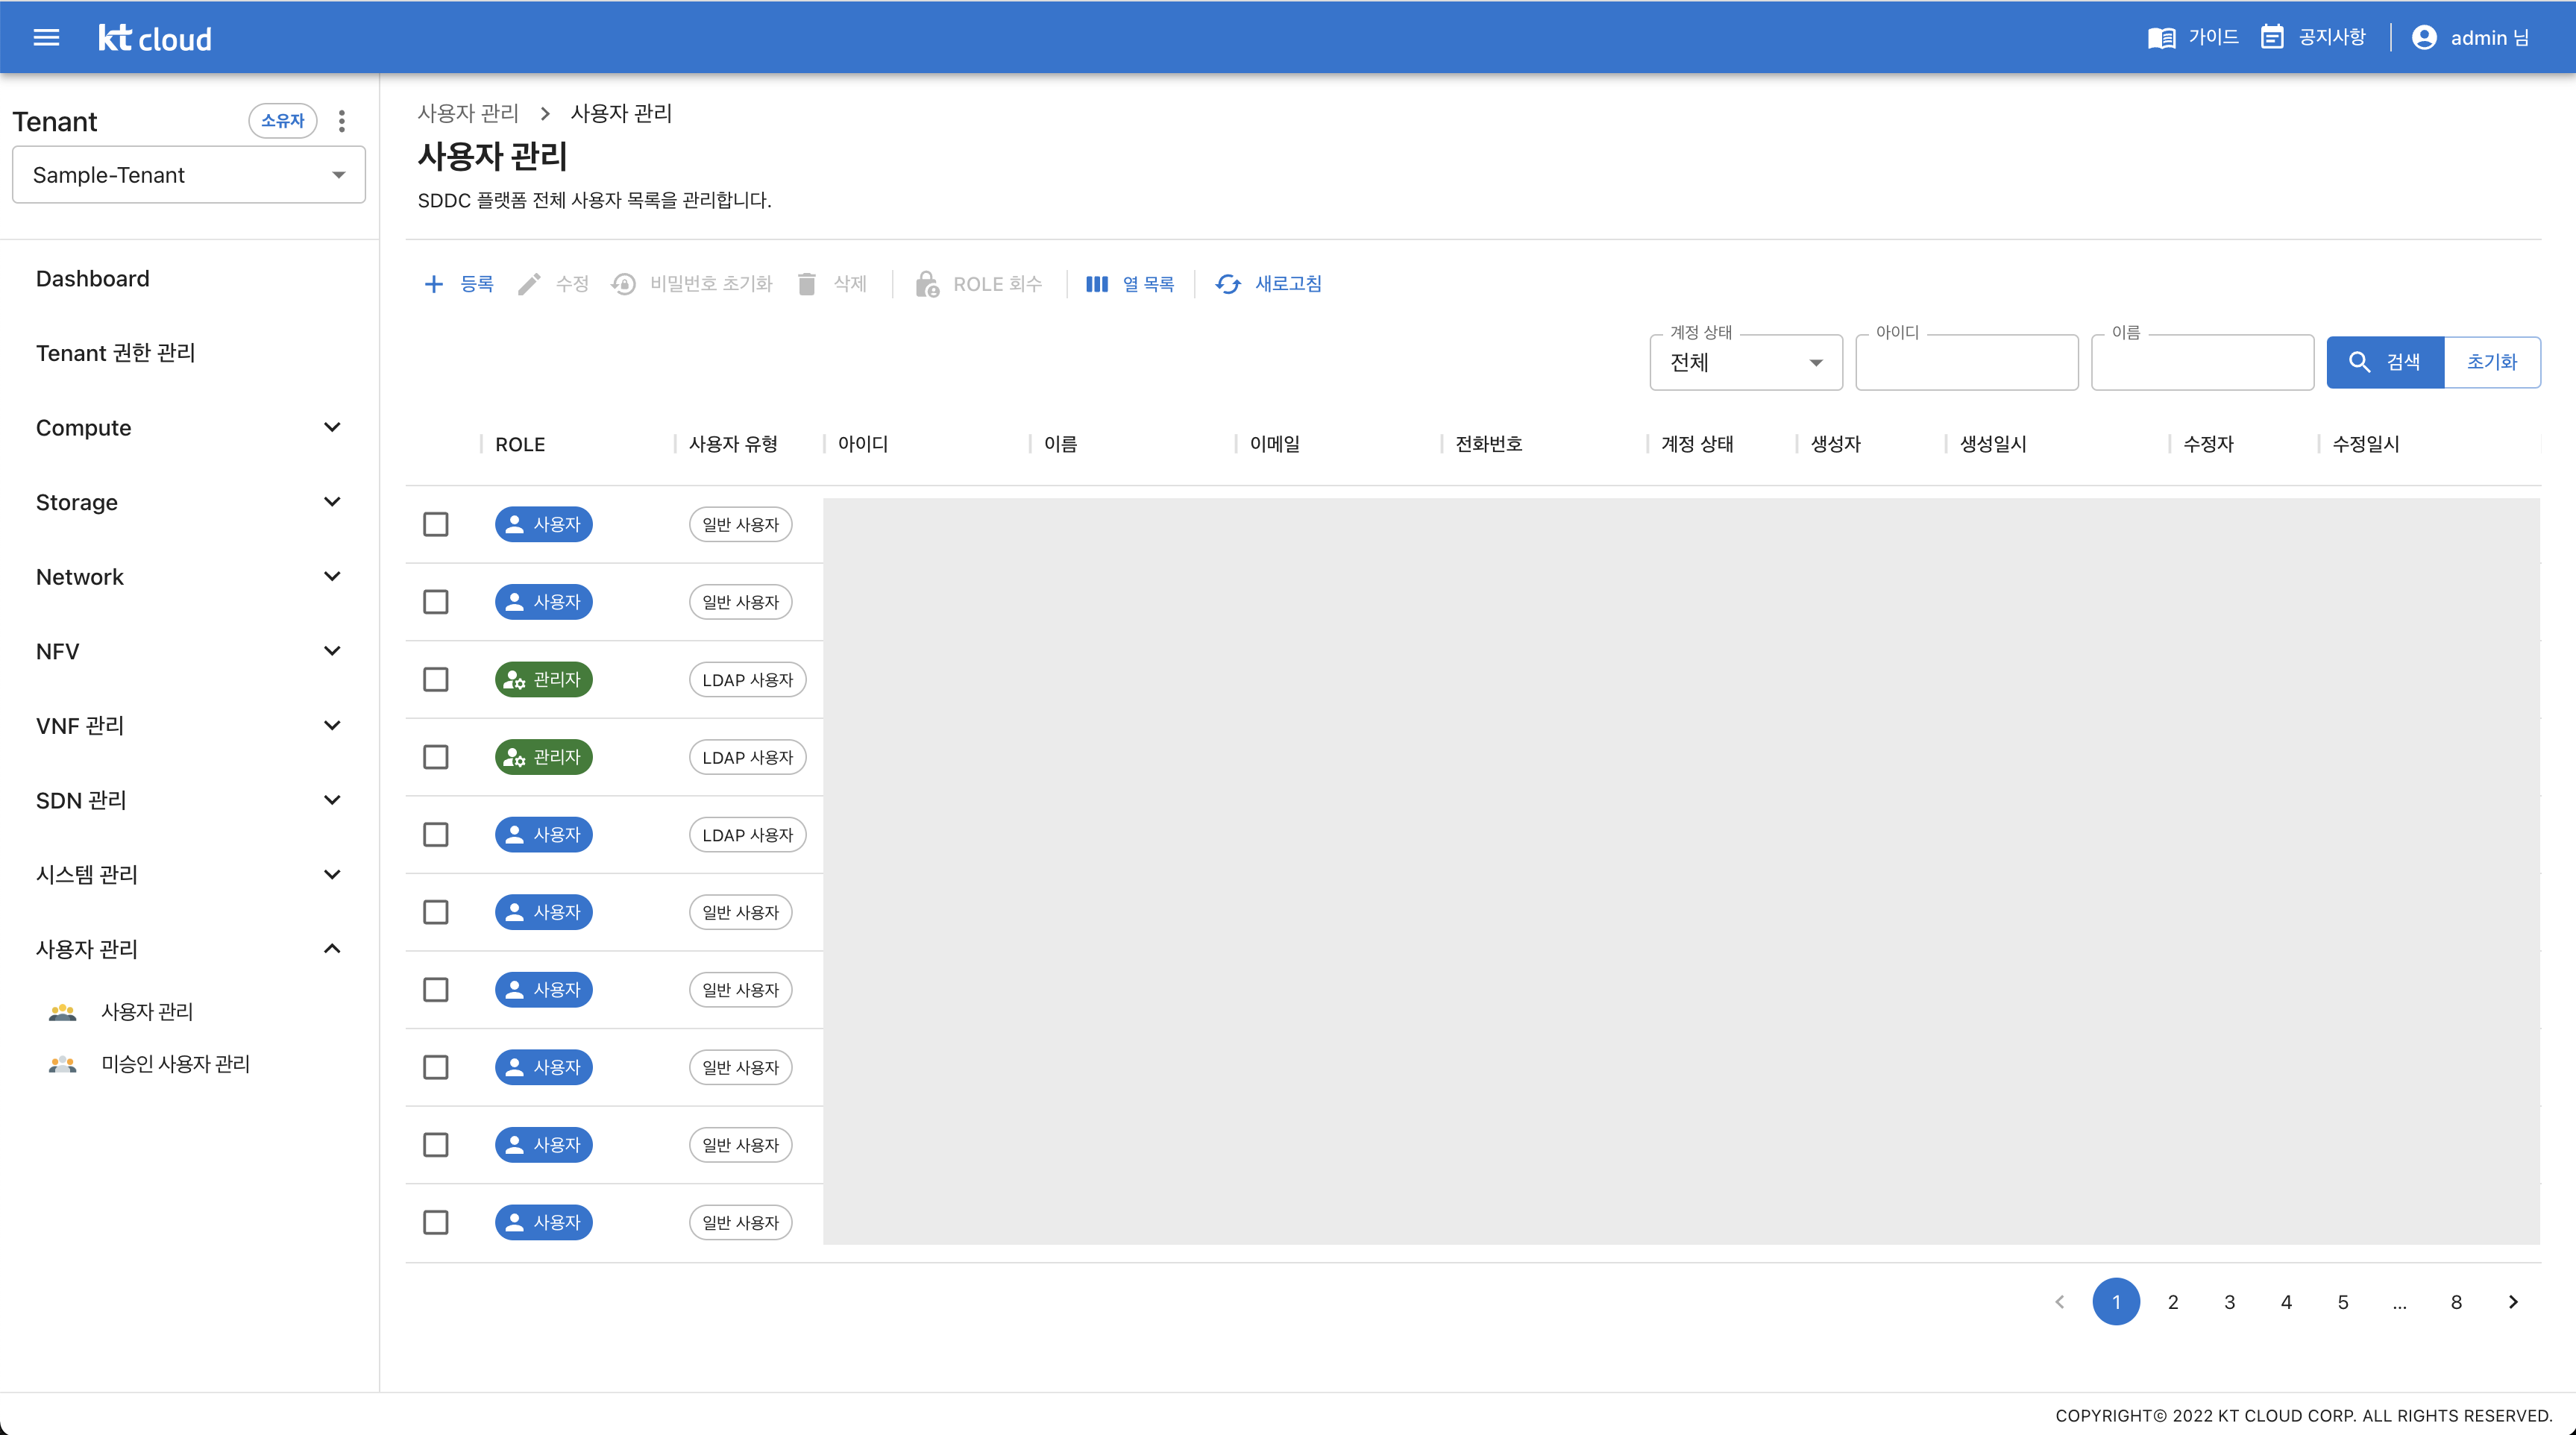 kt cloud
가이드 공지사항 admin 님
Tenant 소유자
Sample-Tenant
Dashboard
Tenant 권한 관리
Compute
Storage
Network
NFV
VNF 관리
SDN 관리
시스템 관리
사용자 관리
사용자 관리
미승인 사용자 관리
사용자 관리 > 사용자 관리
사용자 관리
SDDC 플랫폼 전체 사용자 목록을 관리합니다.
등록 수정 비밀번호 초기화 삭제 ROLE 회수 열 목록 새로고침
계정 상태 아이디 이름
전체 검색 초기화
ROLE 사용자 유형 아이디 이름 이메일 전화번호 계정 상태 생성자 생성일시 수정자 수정일시
사용자 일반 사용자
사용자 일반 사용자
관리자 LDAP 사용자
관리자 LDAP 사용자
사용자 LDAP 사용자
사용자 일반 사용자
사용자 일반 사용자
사용자 일반 사용자
사용자 일반 사용자
사용자 일반 사용자
1 2 3 4 5 ... 8
COPYRIGHT© 2022 KT CLOUD CORP. ALL RIGHTS RESERVED.